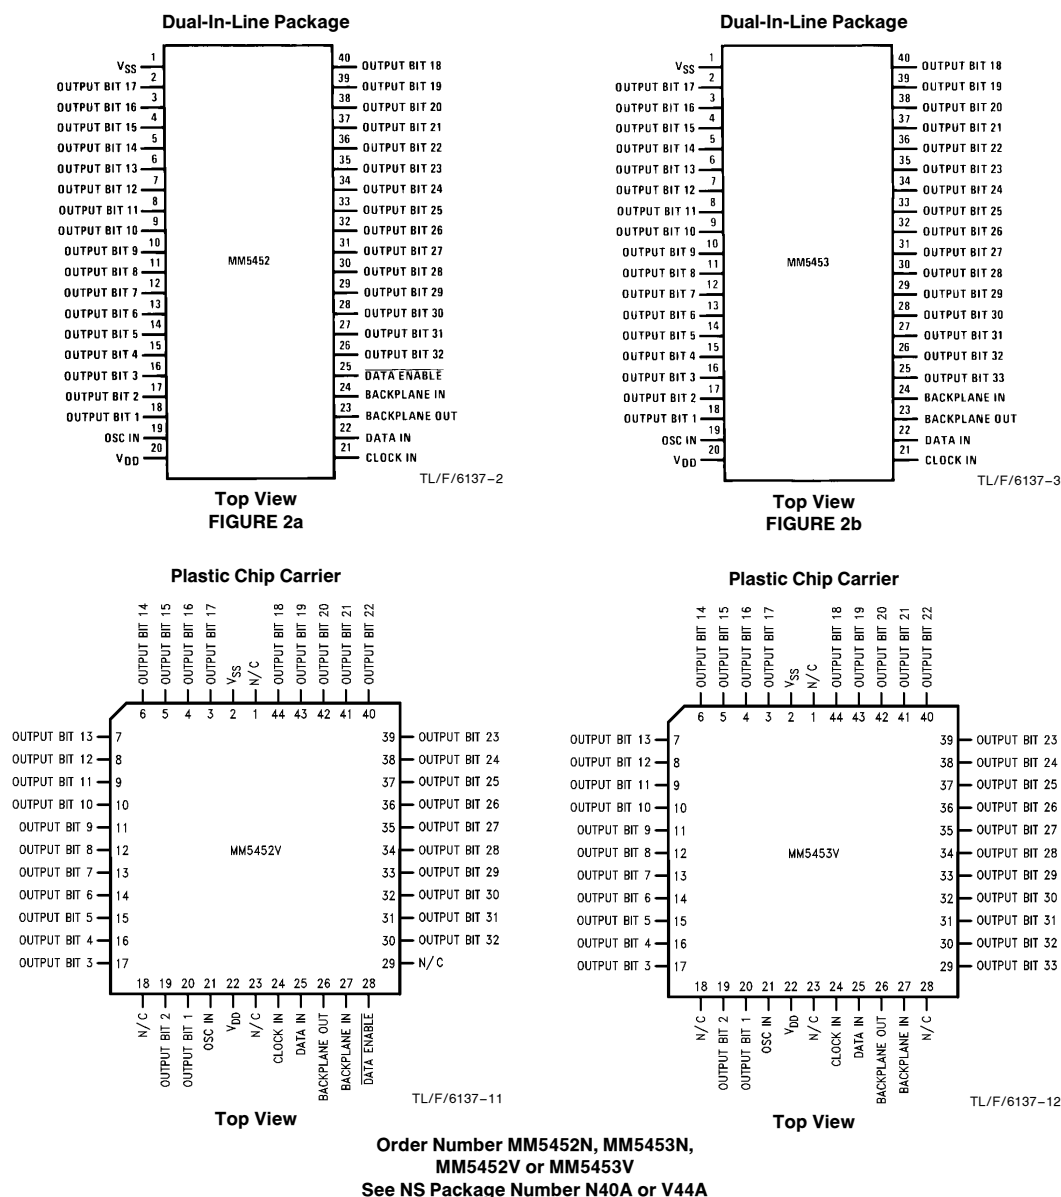 Dual-In-Line Package
1
VSS
2
OUTPUT BIT 17
3
OUTPUT BIT 16
4
OUTPUT BIT 15
5
OUTPUT BIT 14
6
OUTPUT BIT 13
7
OUTPUT BIT 12
8
OUTPUT BIT 11
9
OUTPUT BIT 10
10
OUTPUT BIT 9
11
OUTPUT BIT 8
12
OUTPUT BIT 7
13
OUTPUT BIT 6
14
OUTPUT BIT 5
15
OUTPUT BIT 4
16
OUTPUT BIT 3
17
OUTPUT BIT 2
18
OUTPUT BIT 1
19
OSC IN
20
VDD
MM5452
40
OUTPUT BIT 18
39
OUTPUT BIT 19
38
OUTPUT BIT 20
37
OUTPUT BIT 21
36
OUTPUT BIT 22
35
OUTPUT BIT 23
34
OUTPUT BIT 24
33
OUTPUT BIT 25
32
OUTPUT BIT 26
31
OUTPUT BIT 27
30
OUTPUT BIT 28
29
OUTPUT BIT 29
28
OUTPUT BIT 30
27
OUTPUT BIT 31
26
OUTPUT BIT 32
25
DATA ENABLE
24
BACKPLANE IN
23
BACKPLANE OUT
22
DATA IN
21
CLOCK IN
TL/F/6137–2
Top View
FIGURE 2a
Dual-In-Line Package
1
VSS
2
OUTPUT BIT 17
3
OUTPUT BIT 16
4
OUTPUT BIT 15
5
OUTPUT BIT 14
6
OUTPUT BIT 13
7
OUTPUT BIT 12
8
OUTPUT BIT 11
9
OUTPUT BIT 10
10
OUTPUT BIT 9
11
OUTPUT BIT 8
12
OUTPUT BIT 7
13
OUTPUT BIT 6
14
OUTPUT BIT 5
15
OUTPUT BIT 4
16
OUTPUT BIT 3
17
OUTPUT BIT 2
18
OUTPUT BIT 1
19
OSC IN
20
VDD
MM5453
40
OUTPUT BIT 18
39
OUTPUT BIT 19
38
OUTPUT BIT 20
37
OUTPUT BIT 21
36
OUTPUT BIT 22
35
OUTPUT BIT 23
34
OUTPUT BIT 24
33
OUTPUT BIT 25
32
OUTPUT BIT 26
31
OUTPUT BIT 27
30
OUTPUT BIT 28
29
OUTPUT BIT 29
28
OUTPUT BIT 30
27
OUTPUT BIT 31
26
OUTPUT BIT 32
25
OUTPUT BIT 33
24
BACKPLANE IN
23
BACKPLANE OUT
22
DATA IN
21
CLOCK IN
TL/F/6137–3
Top View
FIGURE 2b
Plastic Chip Carrier
OUTPUT BIT 14
OUTPUT BIT 15
OUTPUT BIT 16
OUTPUT BIT 17
VSS
N/C
OUTPUT BIT 18
OUTPUT BIT 19
OUTPUT BIT 20
OUTPUT BIT 21
OUTPUT BIT 22
6 5 4 3 2 1 44 43 42 41 40
OUTPUT BIT 13 7
OUTPUT BIT 12 8
OUTPUT BIT 11 9
OUTPUT BIT 10 10
OUTPUT BIT 9 11
OUTPUT BIT 8 12
OUTPUT BIT 7 13
OUTPUT BIT 6 14
OUTPUT BIT 5 15
OUTPUT BIT 4 16
OUTPUT BIT 3 17
MM5452V
39 OUTPUT BIT 23
38 OUTPUT BIT 24
37 OUTPUT BIT 25
36 OUTPUT BIT 26
35 OUTPUT BIT 27
34 OUTPUT BIT 28
33 OUTPUT BIT 29
32 OUTPUT BIT 30
31 OUTPUT BIT 31
30 OUTPUT BIT 32
29 N/C
18 19 20 21 22 23 24 25 26 27 28
N/C
OUTPUT BIT 2
OUTPUT BIT 1
OSC IN
VDD
N/C
CLOCK IN
DATA IN
BACKPLANE OUT
BACKPLANE IN
DATA ENABLE
TL/F/6137–11
Top View
Plastic Chip Carrier
OUTPUT BIT 14
OUTPUT BIT 15
OUTPUT BIT 16
OUTPUT BIT 17
VSS
N/C
OUTPUT BIT 18
OUTPUT BIT 19
OUTPUT BIT 20
OUTPUT BIT 21
OUTPUT BIT 22
6 5 4 3 2 1 44 43 42 41 40
OUTPUT BIT 13 7
OUTPUT BIT 12 8
OUTPUT BIT 11 9
OUTPUT BIT 10 10
OUTPUT BIT 9 11
OUTPUT BIT 8 12
OUTPUT BIT 7 13
OUTPUT BIT 6 14
OUTPUT BIT 5 15
OUTPUT BIT 4 16
OUTPUT BIT 3 17
MM5453V
39 OUTPUT BIT 23
38 OUTPUT BIT 24
37 OUTPUT BIT 25
36 OUTPUT BIT 26
35 OUTPUT BIT 27
34 OUTPUT BIT 28
33 OUTPUT BIT 29
32 OUTPUT BIT 30
31 OUTPUT BIT 31
30 OUTPUT BIT 32
29 OUTPUT BIT 33
18 19 20 21 22 23 24 25 26 27 28
N/C
OUTPUT BIT 2
OUTPUT BIT 1
OSC IN
VDD
N/C
CLOCK IN
DATA IN
BACKPLANE OUT
BACKPLANE IN
N/C
TL/F/6137–12
Top View
Order Number MM5452N, MM5453N,
MM5452V or MM5453V
See NS Package Number N40A or V44A